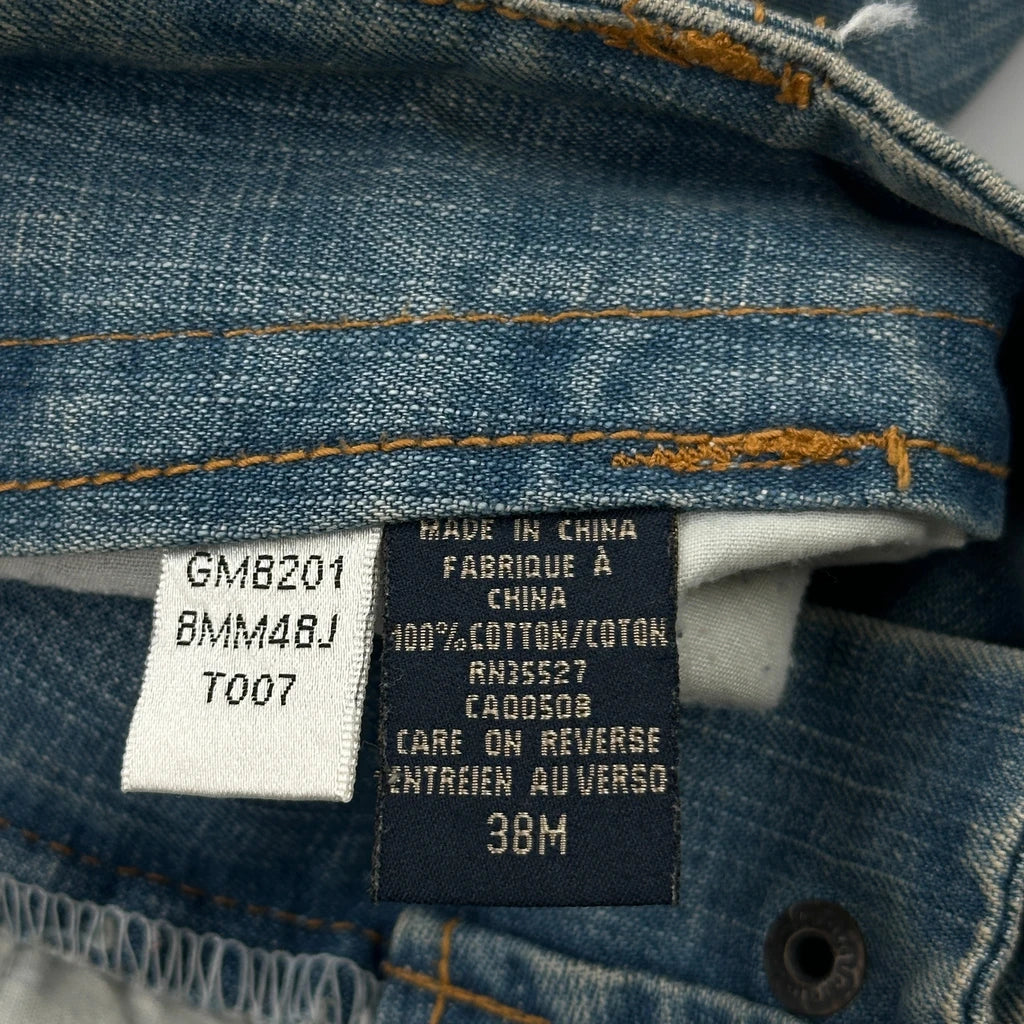 GM8201
8MM48J
T007
MADE IN CHINA
FABRIQUE À
CHINA
100% COTTON/COTON
RN35527
CA00508
CARE ON REVERSE
ENTREIEN AU VERSO
38M